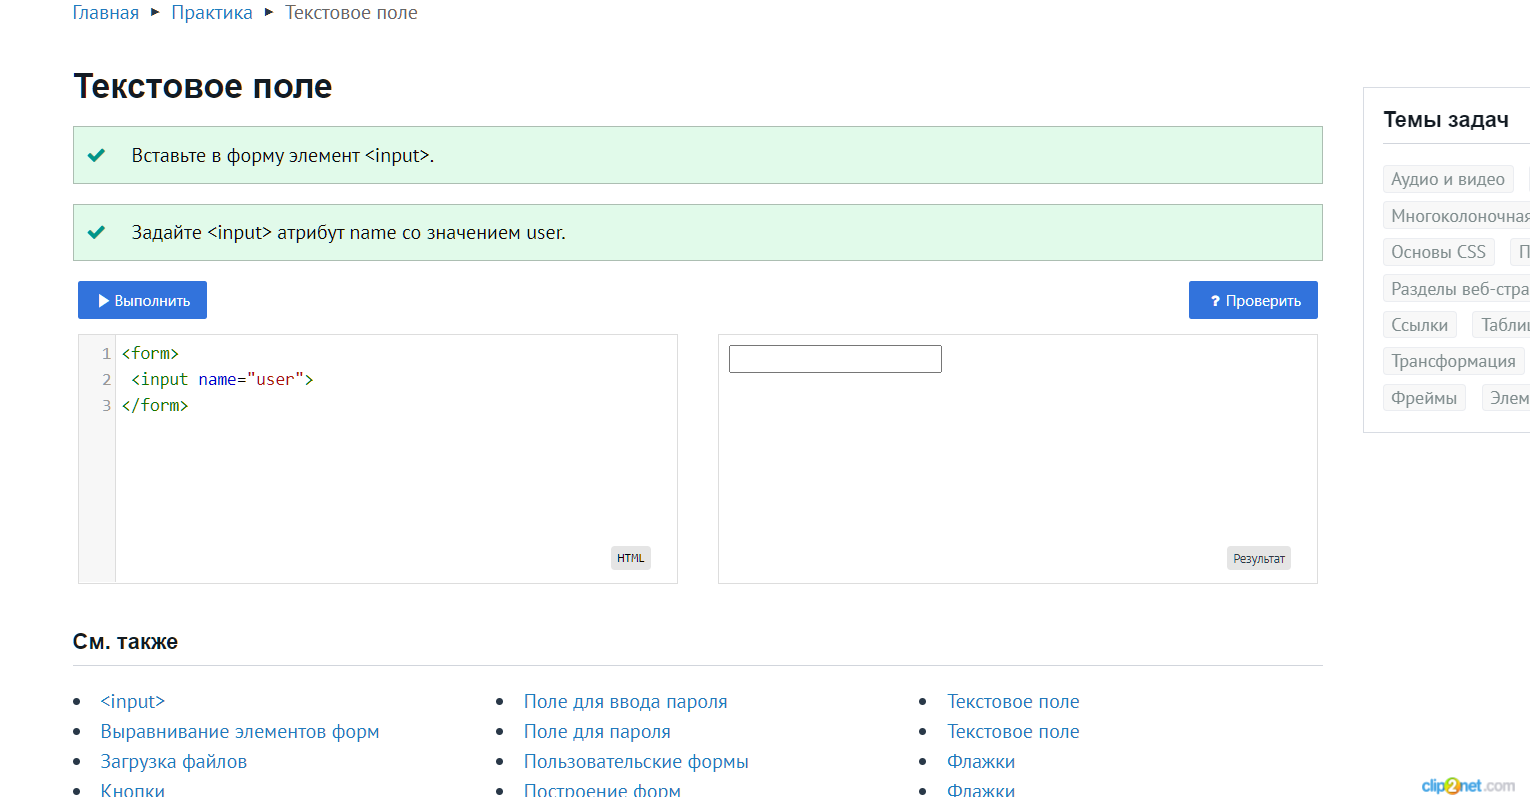 Главная ► Практика ► Текстовое поле
Текстовое поле
Вставьте в форму элемент <input>.
Задайте <input> атрибут name со значением user.
Выполнить
? Проверить
1 <form>
2 <input name="user">
3 </form>
HTML
Результат
См. также
<input>
Выравнивание элементов форм
Загрузка файлов
Кнопки
Поле для ввода пароля
Поле для пароля
Пользовательские формы
Построение форм
Текстовое поле
Текстовое поле
Флажки
Флажки
Темы задач
Аудио и видео
Многоколоночная
Основы CSS П
Разделы веб-стра
Ссылки Таблиц
Трансформация
Фреймы Элем
clip2net.com